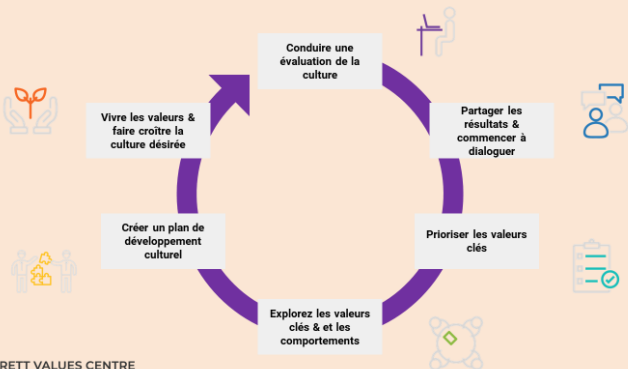 Conduire une
évaluation de la
culture
Partager les
résultats &
commencer à
dialoguer
Prioriser les valeurs
clés
Explorez les valeurs
clés & et les
comportements
Créer un plan de
développement
culturel
Vivre les valeurs &
faire croître la
culture désirée
RETT VALUES CENTRE